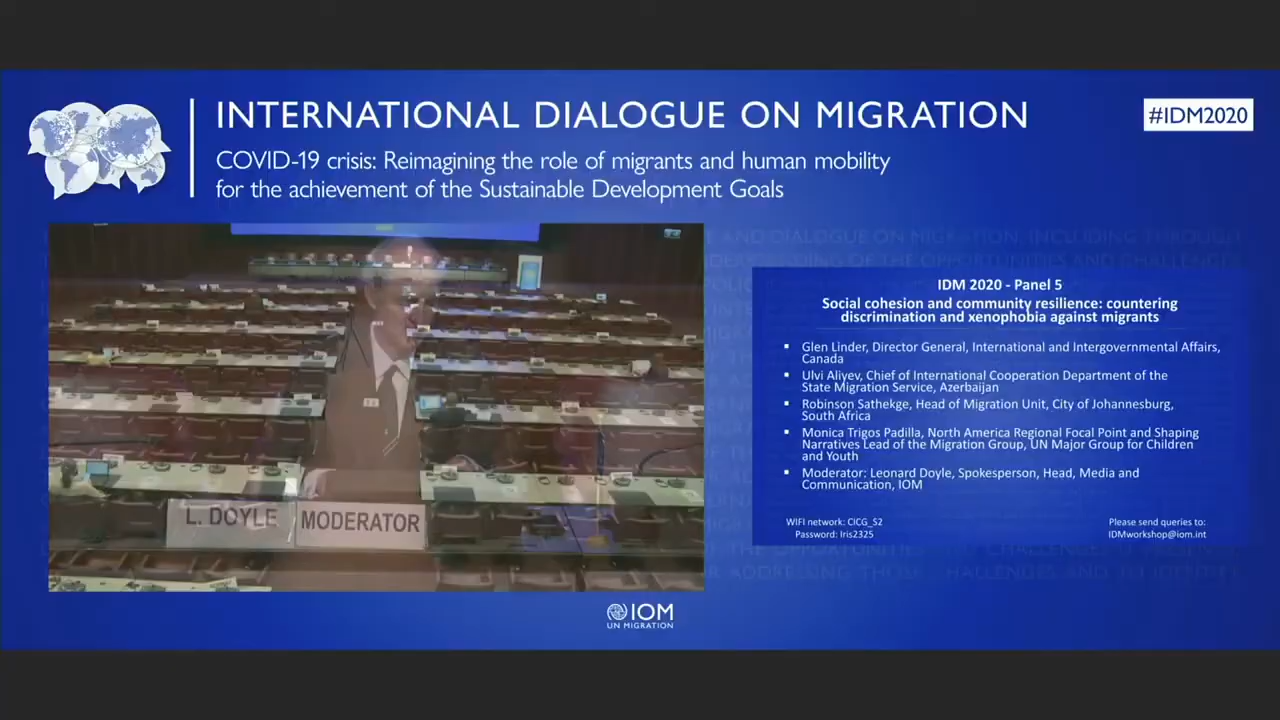 INTERNATIONAL DIALOGUE ON MIGRATION
#IDM2020
COVID-19 crisis: Reimagining the role of migrants and human mobility
for the achievement of the Sustainable Development Goals
L. DOYLE
MODERATOR
IDM 2020 - Panel 5
Social cohesion and community resilience: countering
discrimination and xenophobia against migrants
▪ Glen Linder, Director General, International and Intergovernmental Affairs,
Canada
▪ Ulvi Aliyev, Chief of International Cooperation Department of the
State Migration Service, Azerbaijan
▪ Robinson Sathekge, Head of Migration Unit, City of Johannesburg,
South Africa
▪ Monica Trigos Padilla, North America Regional Focal Point and Shaping
Narratives Lead of the Migration Group, UN Major Group for Children
and Youth
▪ Moderator: Leonard Doyle, Spokesperson, Head, Media and
Communication, IOM
WIFI network: CICG_S2
Password: Iris2325
Please send queries to:
IDMworkshop@iom.int
IOM
UN MIGRATION